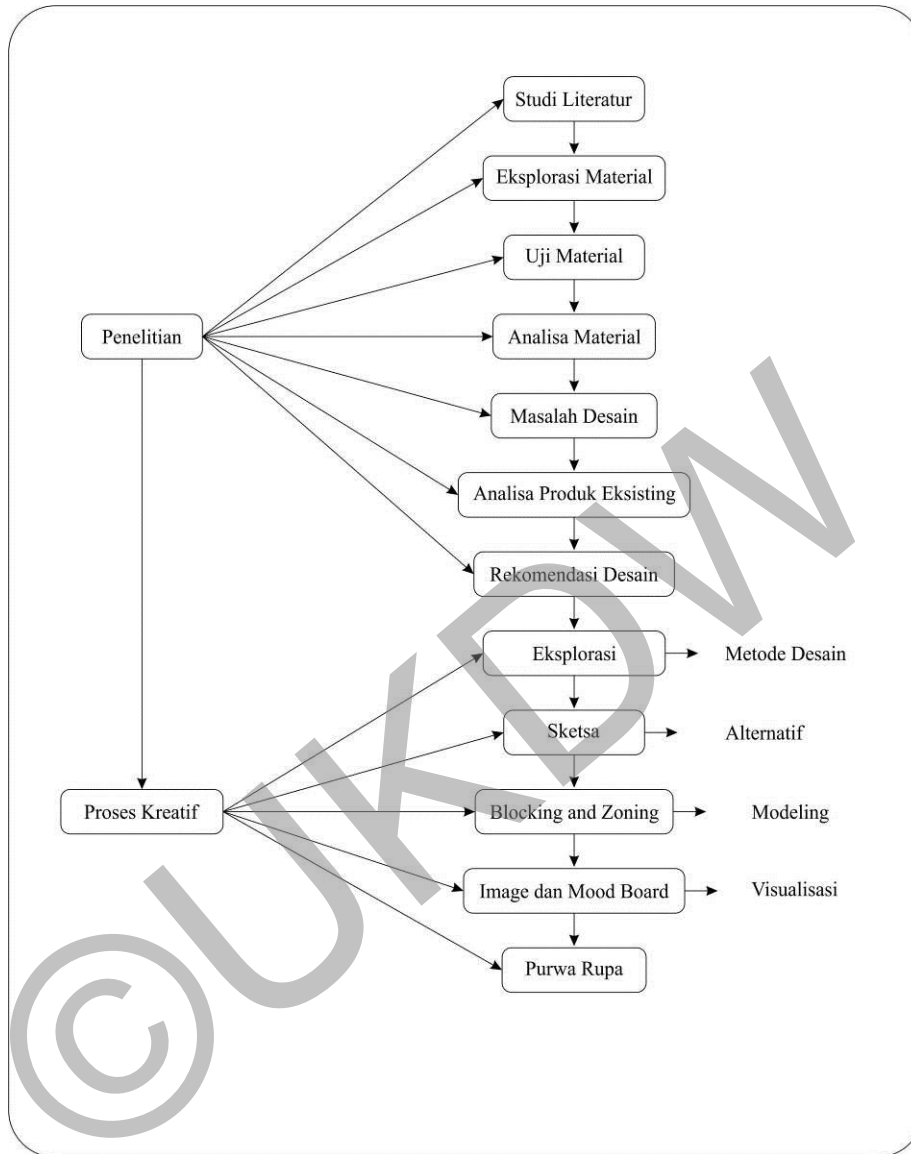 Studi Literatur
Eksplorasi Material
Uji Material
Penelitian
Analisa Material
Masalah Desain
Analisa Produk Eksisting
Rekomendasi Desain
Eksplorasi
Metode Desain
Sketsa
Alternatif
Proses Kreatif
Blocking and Zoning
Modeling
Image dan Mood Board
Visualisasi
Purwa Rupa
©UKDW